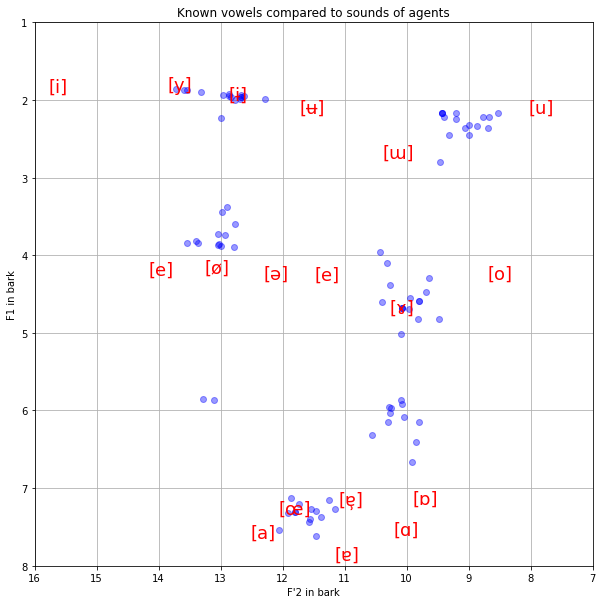 Known vowels compared to sounds of agents
1
[i]
[y]
[ɨ]
2
[ʉ]
[u]
[ɯ]
3
F1 in bark
4
[e]
[ø]
[ə]
[o]
5
[ɤ]
6
7
[œ]
[ɒ]
[a]
[ɑ]
[ɐ]
8
16 15 14 13 12 11 10 9 8 7
F'2 in bark